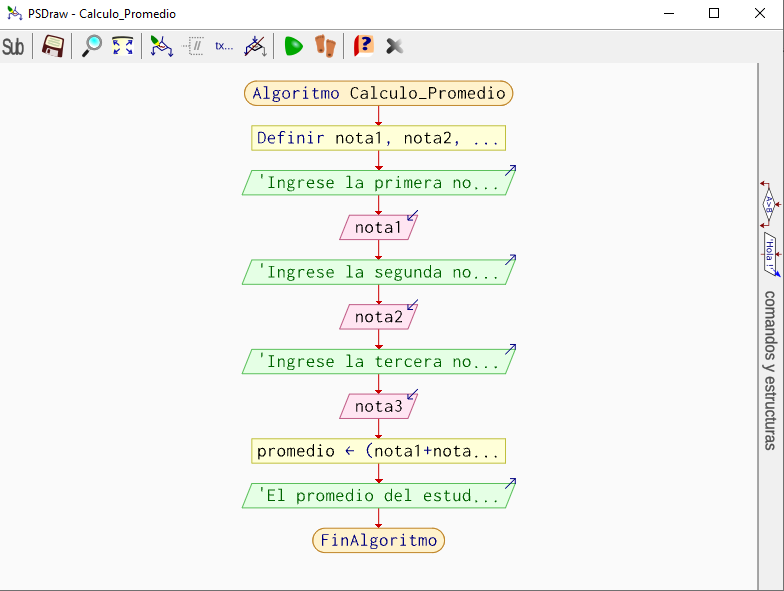 PSDraw - Calculo_Promedio
Sub
tx...
?
Algoritmo Calculo_Promedio
Definir nota1, nota2, ...
'Ingrese la primera no...
nota1
'Ingrese la segunda no...
nota2
'Ingrese la tercera no...
nota3
promedio ← (nota1+nota...
'El promedio del estud...
FinAlgoritmo
A>B
"Hola !"
comandos y estructuras